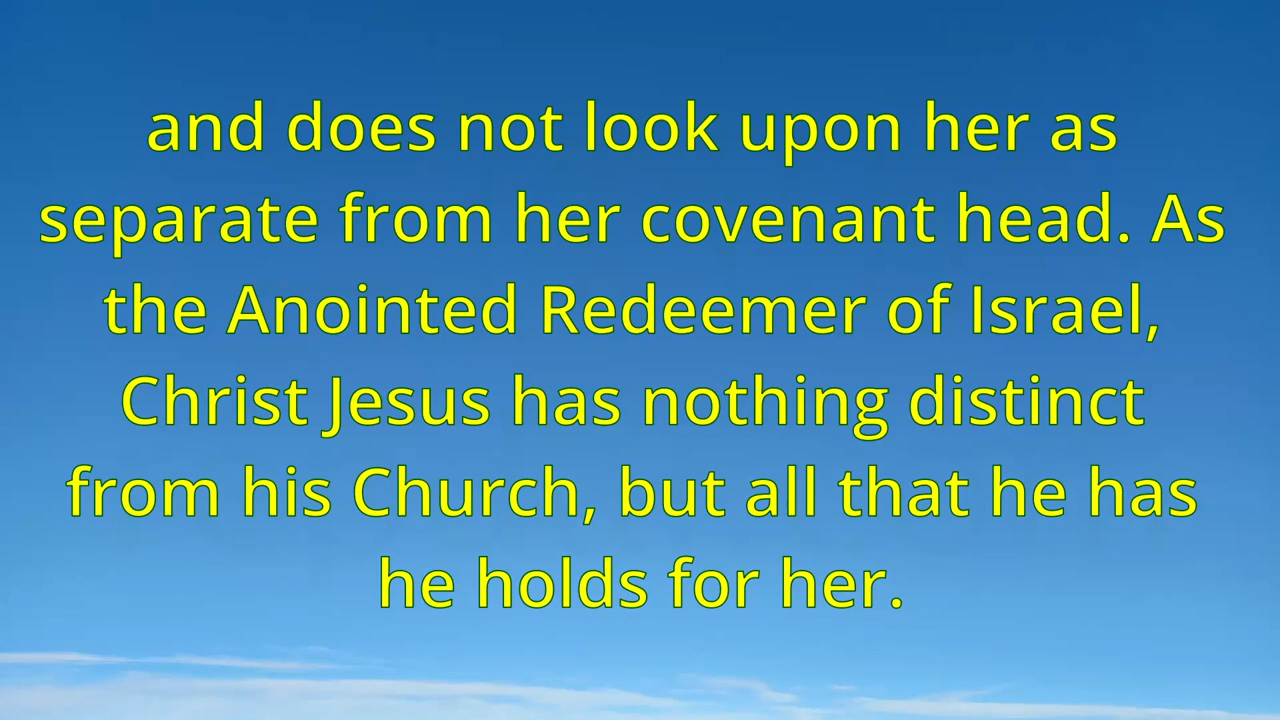 and does not look upon her as
separate from her covenant head. As
the Anointed Redeemer of Israel,
Christ Jesus has nothing distinct
from his Church, but all that he has
he holds for her.